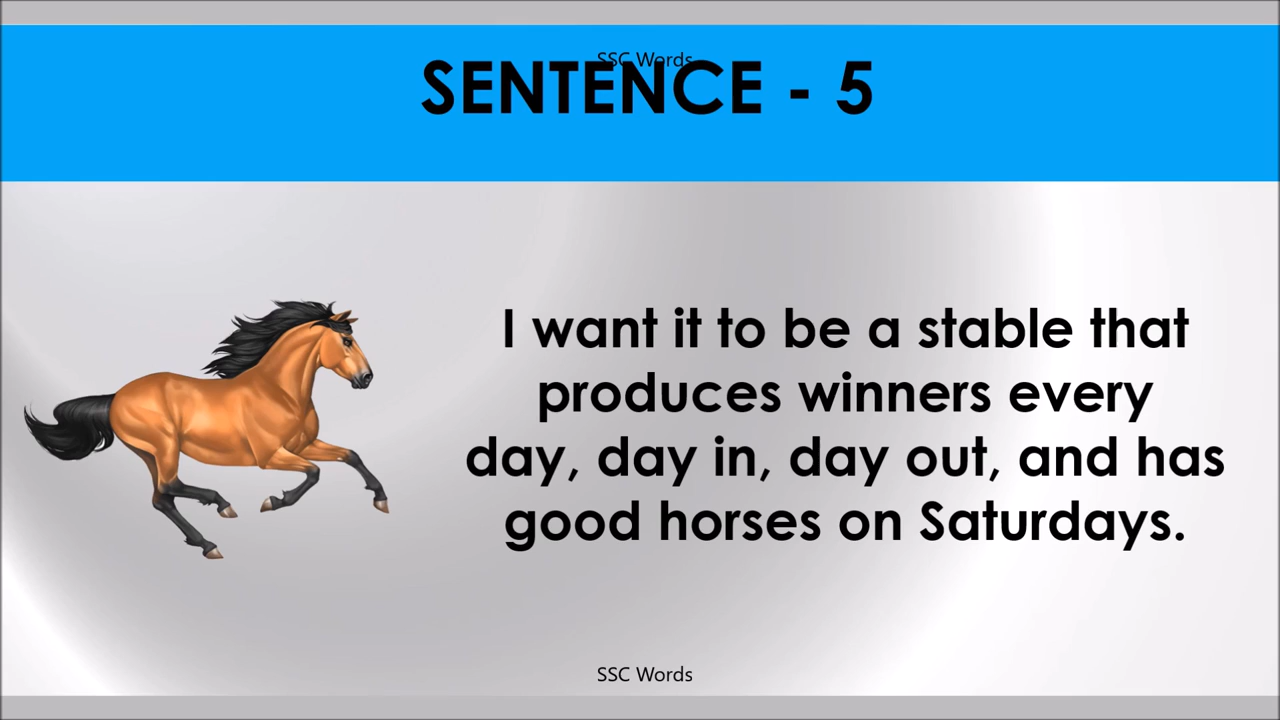 SSC Words
SENTENCE - 5
I want it to be a stable that
produces winners every
day, day in, day out, and has
good horses on Saturdays.
SSC Words